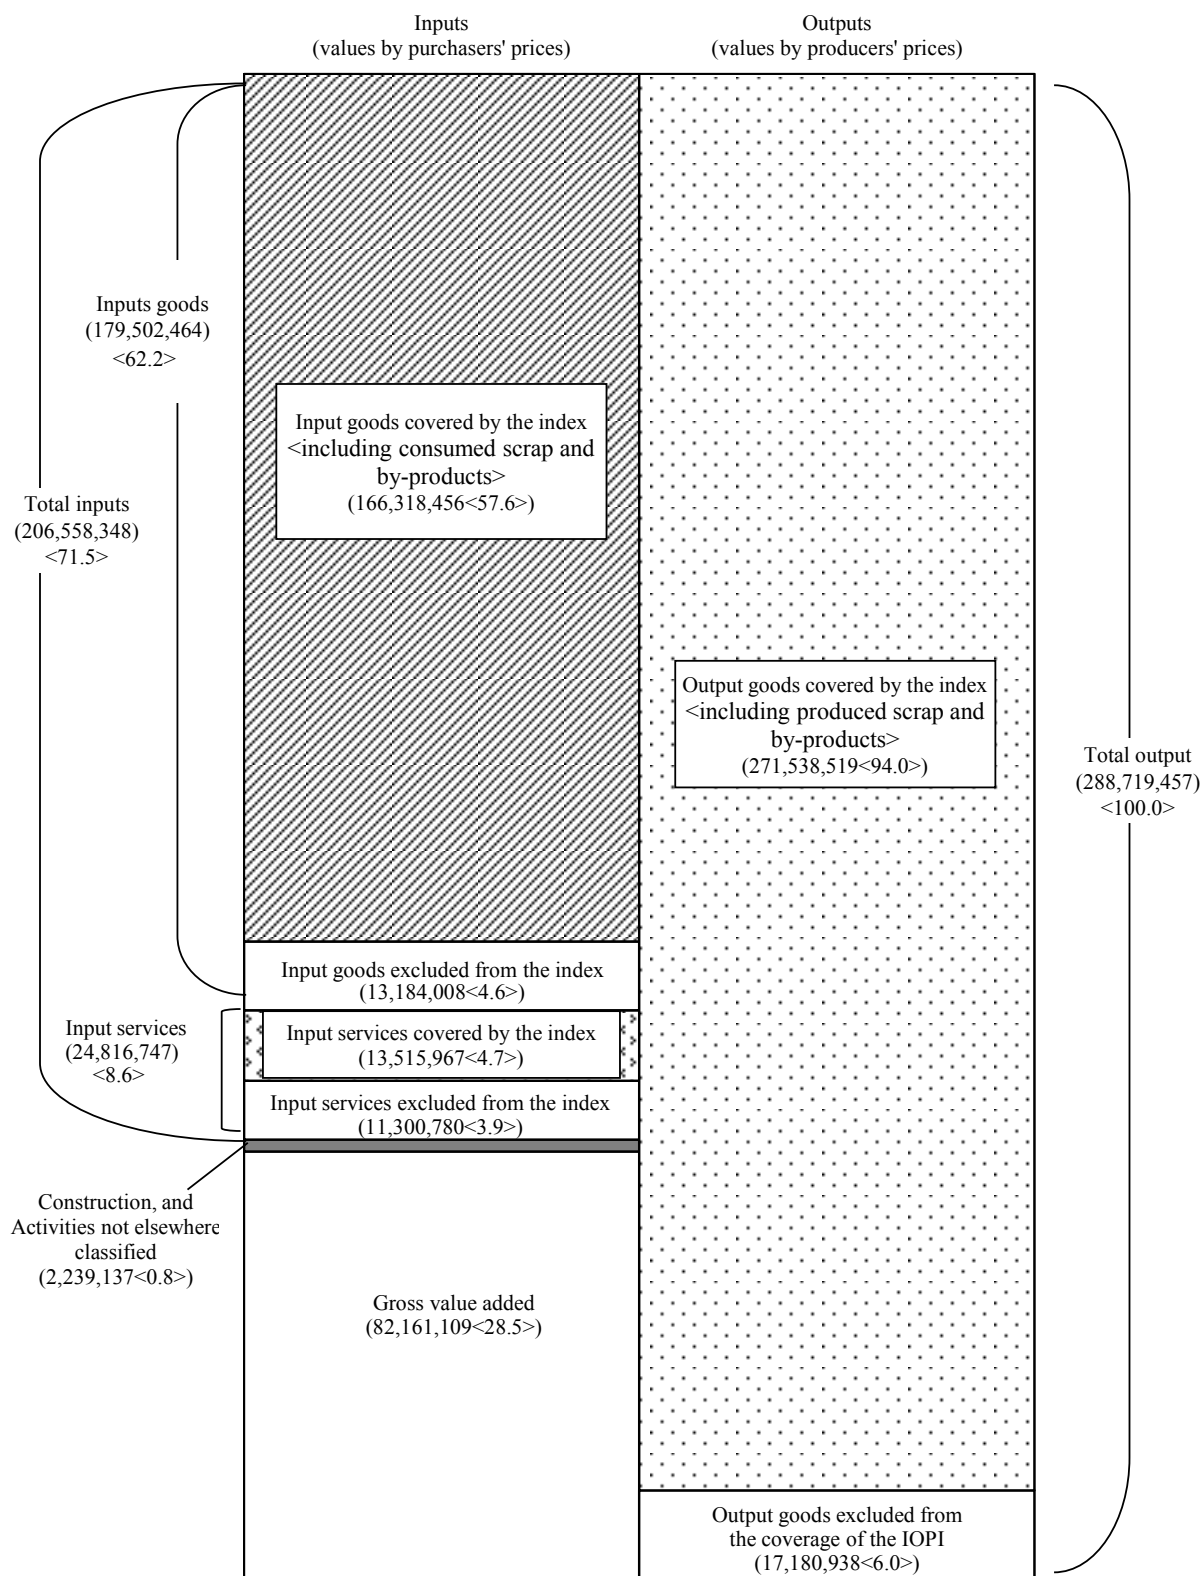 Inputs
(values by purchasers' prices)
Outputs
(values by producers' prices)
Inputs goods
(179,502,464)
<62.2>
Input goods covered by the index
<including consumed scrap and
by-products>
(166,318,456<57.6>)
Total inputs
(206,558,348)
<71.5>
Output goods covered by the index
<including produced scrap and
by-products>
(271,538,519<94.0>)
Total output
(288,719,457)
<100.0>
Input goods excluded from the index
(13,184,008<4.6>)
Input services
(24,816,747)
<8.6>
Input services covered by the index
(13,515,967<4.7>)
Input services excluded from the index
(11,300,780<3.9>)
Construction, and
Activities not elsewhere
classified
(2,239,137<0.8>)
Gross value added
(82,161,109<28.5>)
Output goods excluded from
the coverage of the IOPI
(17,180,938<6.0>)